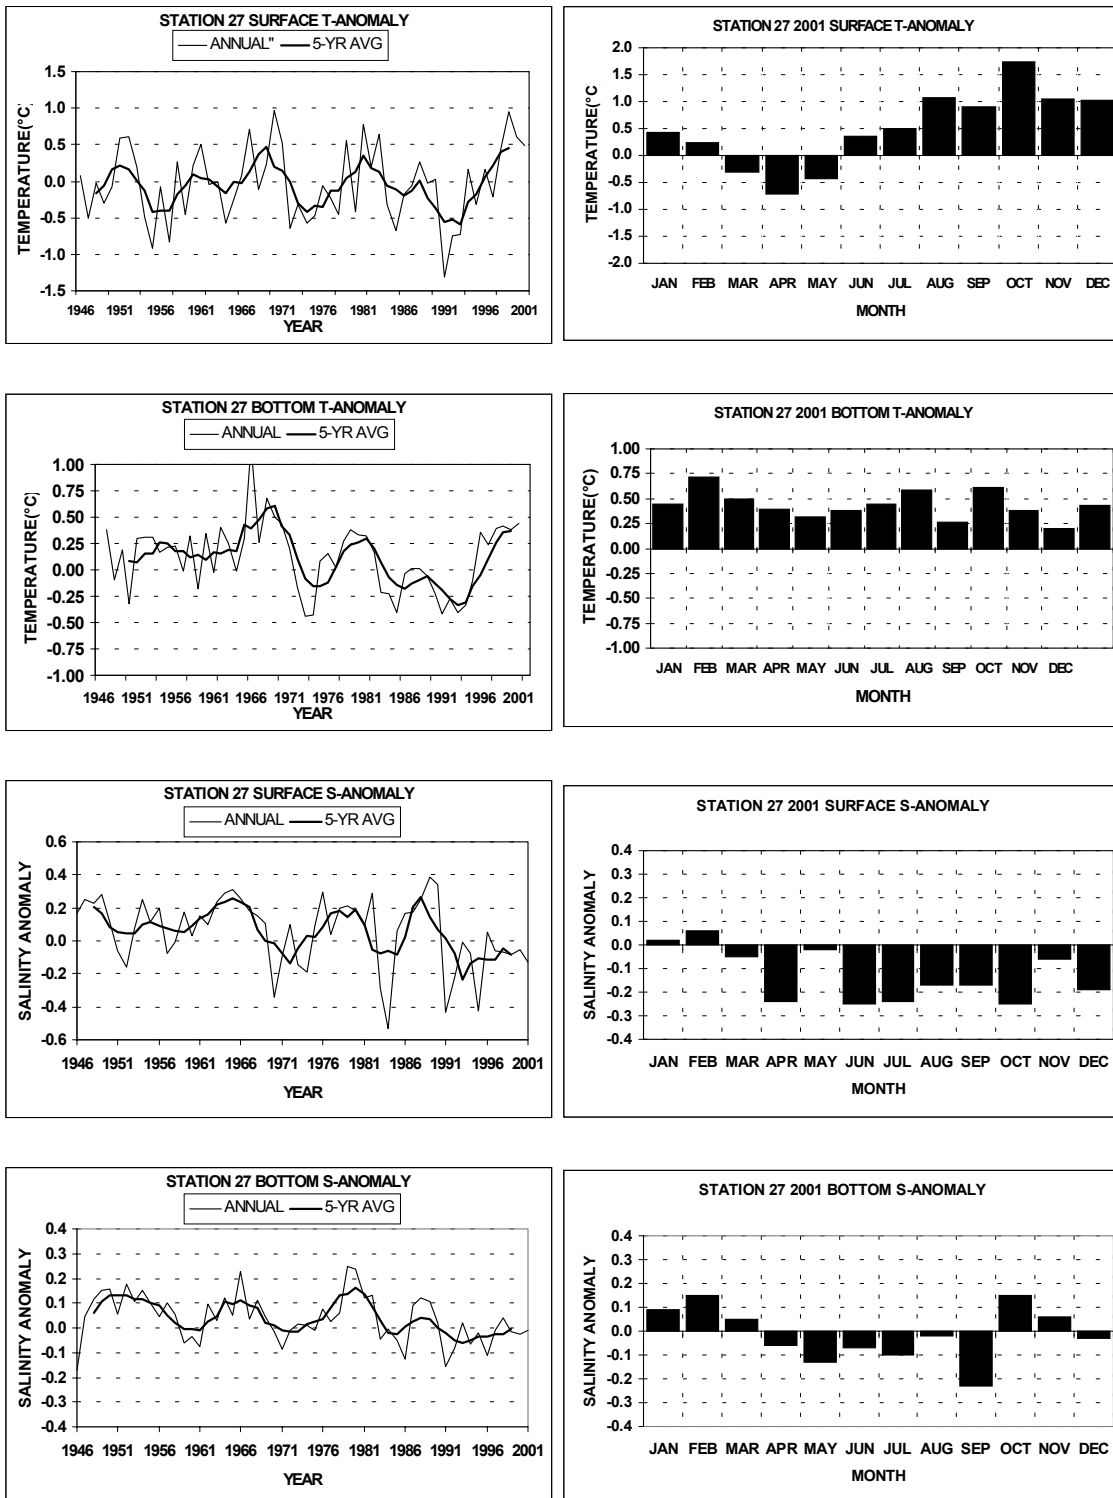 STATION 27 SURFACE T-ANOMALY
ANNUAL" 5-YR AVG
TEMPERATURE(°C)
1.5
1.0
0.5
0.0
-0.5
-1.0
-1.5
1946 1951 1956 1961 1966 1971 1976 1981 1986 1991 1996 2001
YEAR
STATION 27 2001 SURFACE T-ANOMALY
TEMPERATURE(°C
2.0
1.5
1.0
0.5
0.0
-0.5
-1.0
-1.5
-2.0
JAN FEB MAR APR MAY JUN JUL AUG SEP OCT NOV DEC
MONTH
STATION 27 BOTTOM T-ANOMALY
ANNUAL 5-YR AVG
TEMPERATURE(°C)
1.00
0.75
0.50
0.25
0.00
-0.25
-0.50
-0.75
-1.00
1946 1951 1956 1961 1966 1971 1976 1981 1986 1991 1996 2001
YEAR
STATION 27 2001 BOTTOM T-ANOMALY
TEMPERATURE(°C)
1.00
0.75
0.50
0.25
0.00
-0.25
-0.50
-0.75
-1.00
JAN FEB MAR APR MAY JUN JUL AUG SEP OCT NOV DEC
MONTH
STATION 27 SURFACE S-ANOMALY
ANNUAL 5-YR AVG
SALINITY ANOMALY
0.6
0.4
0.2
0.0
-0.2
-0.4
-0.6
1946 1951 1956 1961 1966 1971 1976 1981 1986 1991 1996 2001
YEAR
STATION 27 2001 SURFACE S-ANOMALY
SALINITY ANOMALY
0.4
0.3
0.2
0.1
0.0
-0.1
-0.2
-0.3
-0.4
JAN FEB MAR APR MAY JUN JUL AUG SEP OCT NOV DEC
MONTH
STATION 27 BOTTOM S-ANOMALY
ANNUAL 5-YR AVG
SALINITY ANOMALY
0.4
0.3
0.2
0.1
0.0
-0.1
-0.2
-0.3
-0.4
1946 1951 1956 1961 1966 1971 1976 1981 1986 1991 1996 2001
YEAR
STATION 27 2001 BOTTOM S-ANOMALY
SALINITY ANOMALY
0.4
0.3
0.2
0.1
0.0
-0.1
-0.2
-0.3
-0.4
JAN FEB MAR APR MAY JUN JUL AUG SEP OCT NOV DEC
MONTH